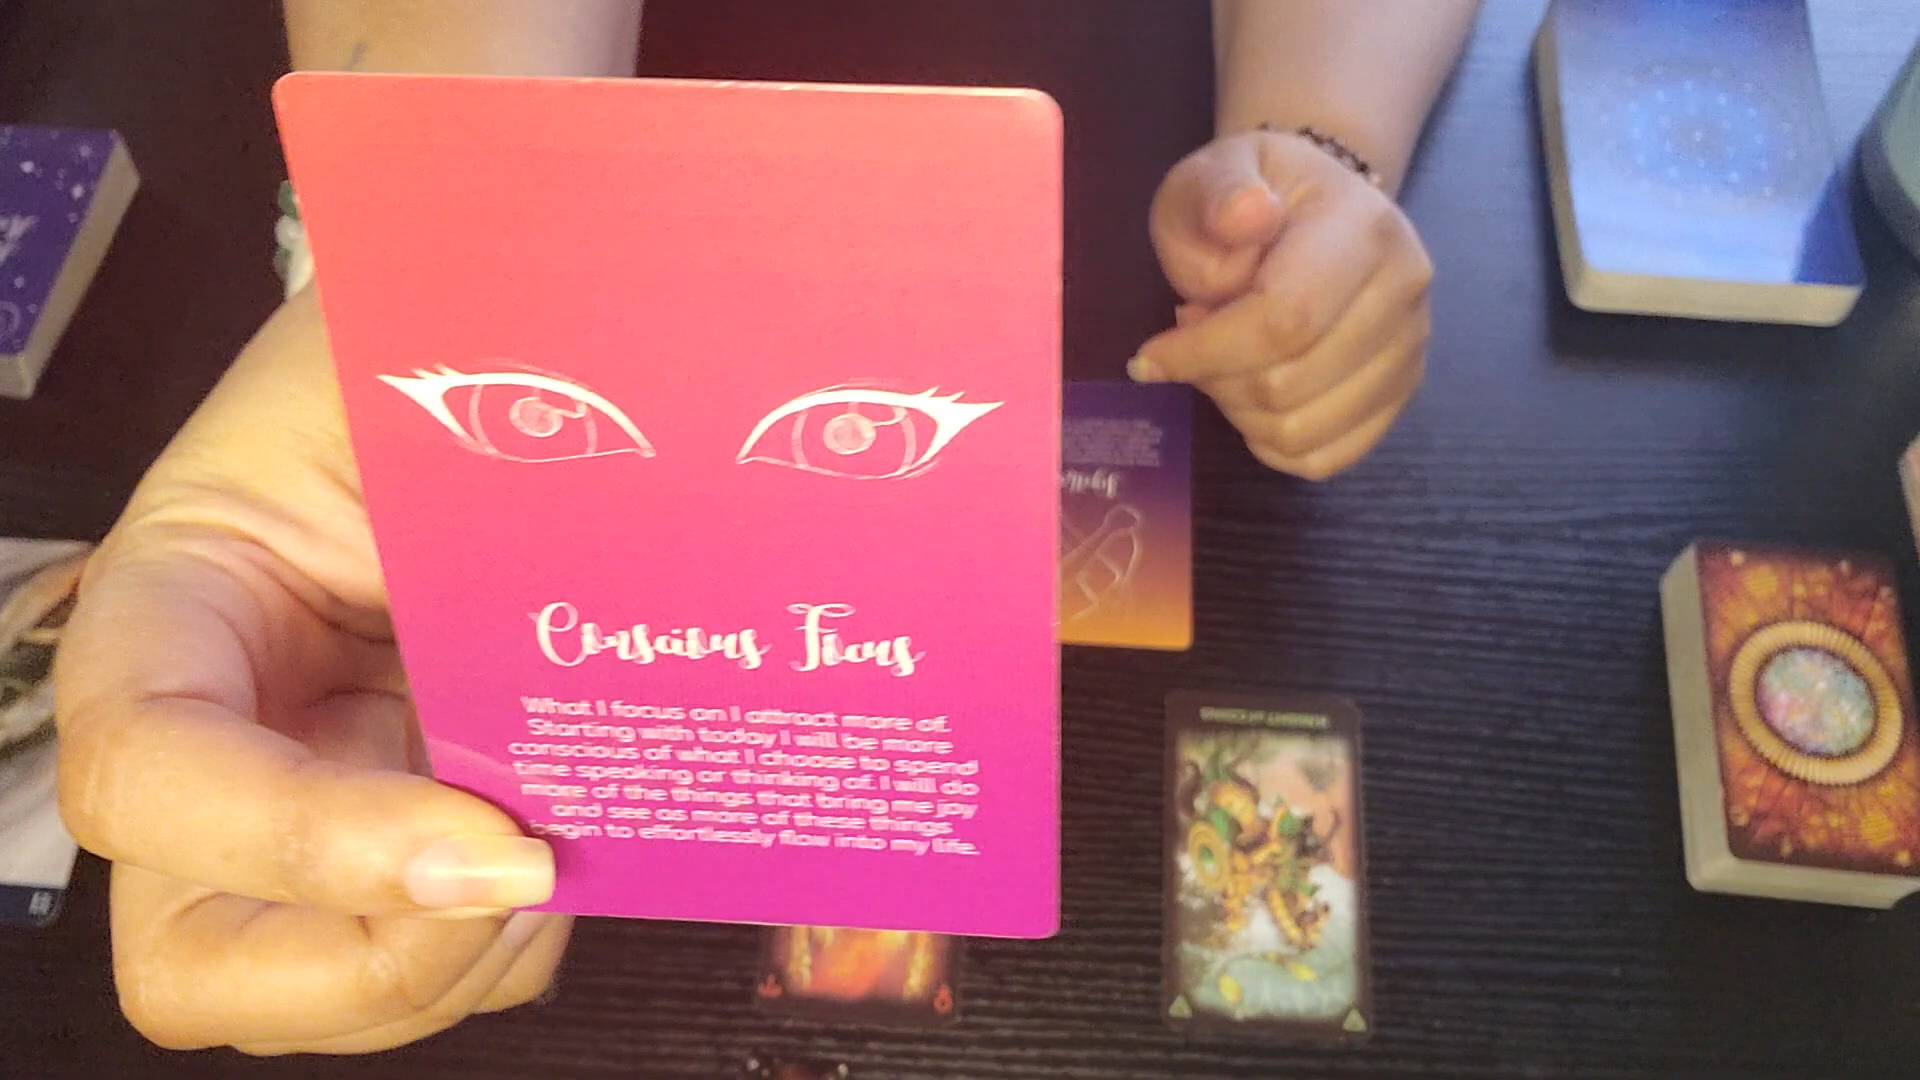 Conscious Focus
What I focus on I attract more of.
Starting with today I will be more
conscious of what I choose to spend
time speaking or thinking of. I will do
more of the things that bring me joy
and see as more of these things
begin to effortlessly flow into my life.